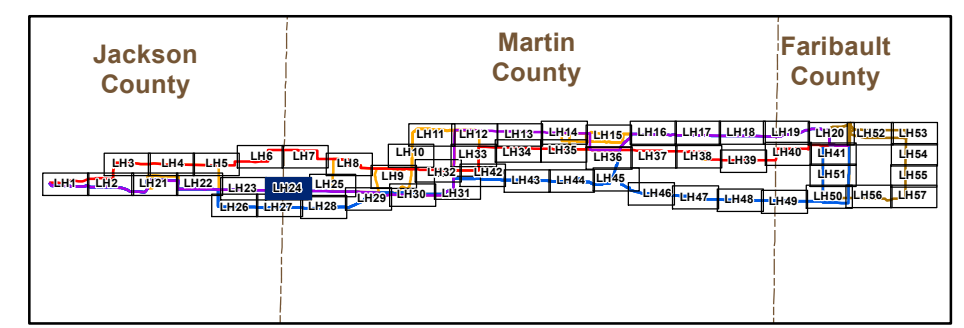 Jackson
County
Martin
County
Faribault
County
LH11 LH12 LH13 LH14 LH15 LH16 LH17 LH18 LH19 LH20 LH52 LH53
LH3 LH4 LH5 LH6 LH7 LH8 LH10 LH33 LH34 LH35 LH36 LH37 LH38 LH39 LH40 LH41 LH54
LH9 LH32 LH42 LH51 LH55
LH1 LH2 LH21 LH22 LH23 LH24 LH25 LH29 LH30 LH31 LH43 LH44 LH45 LH46 LH47 LH48 LH49 LH50 LH56 LH57
LH26 LH27 LH28